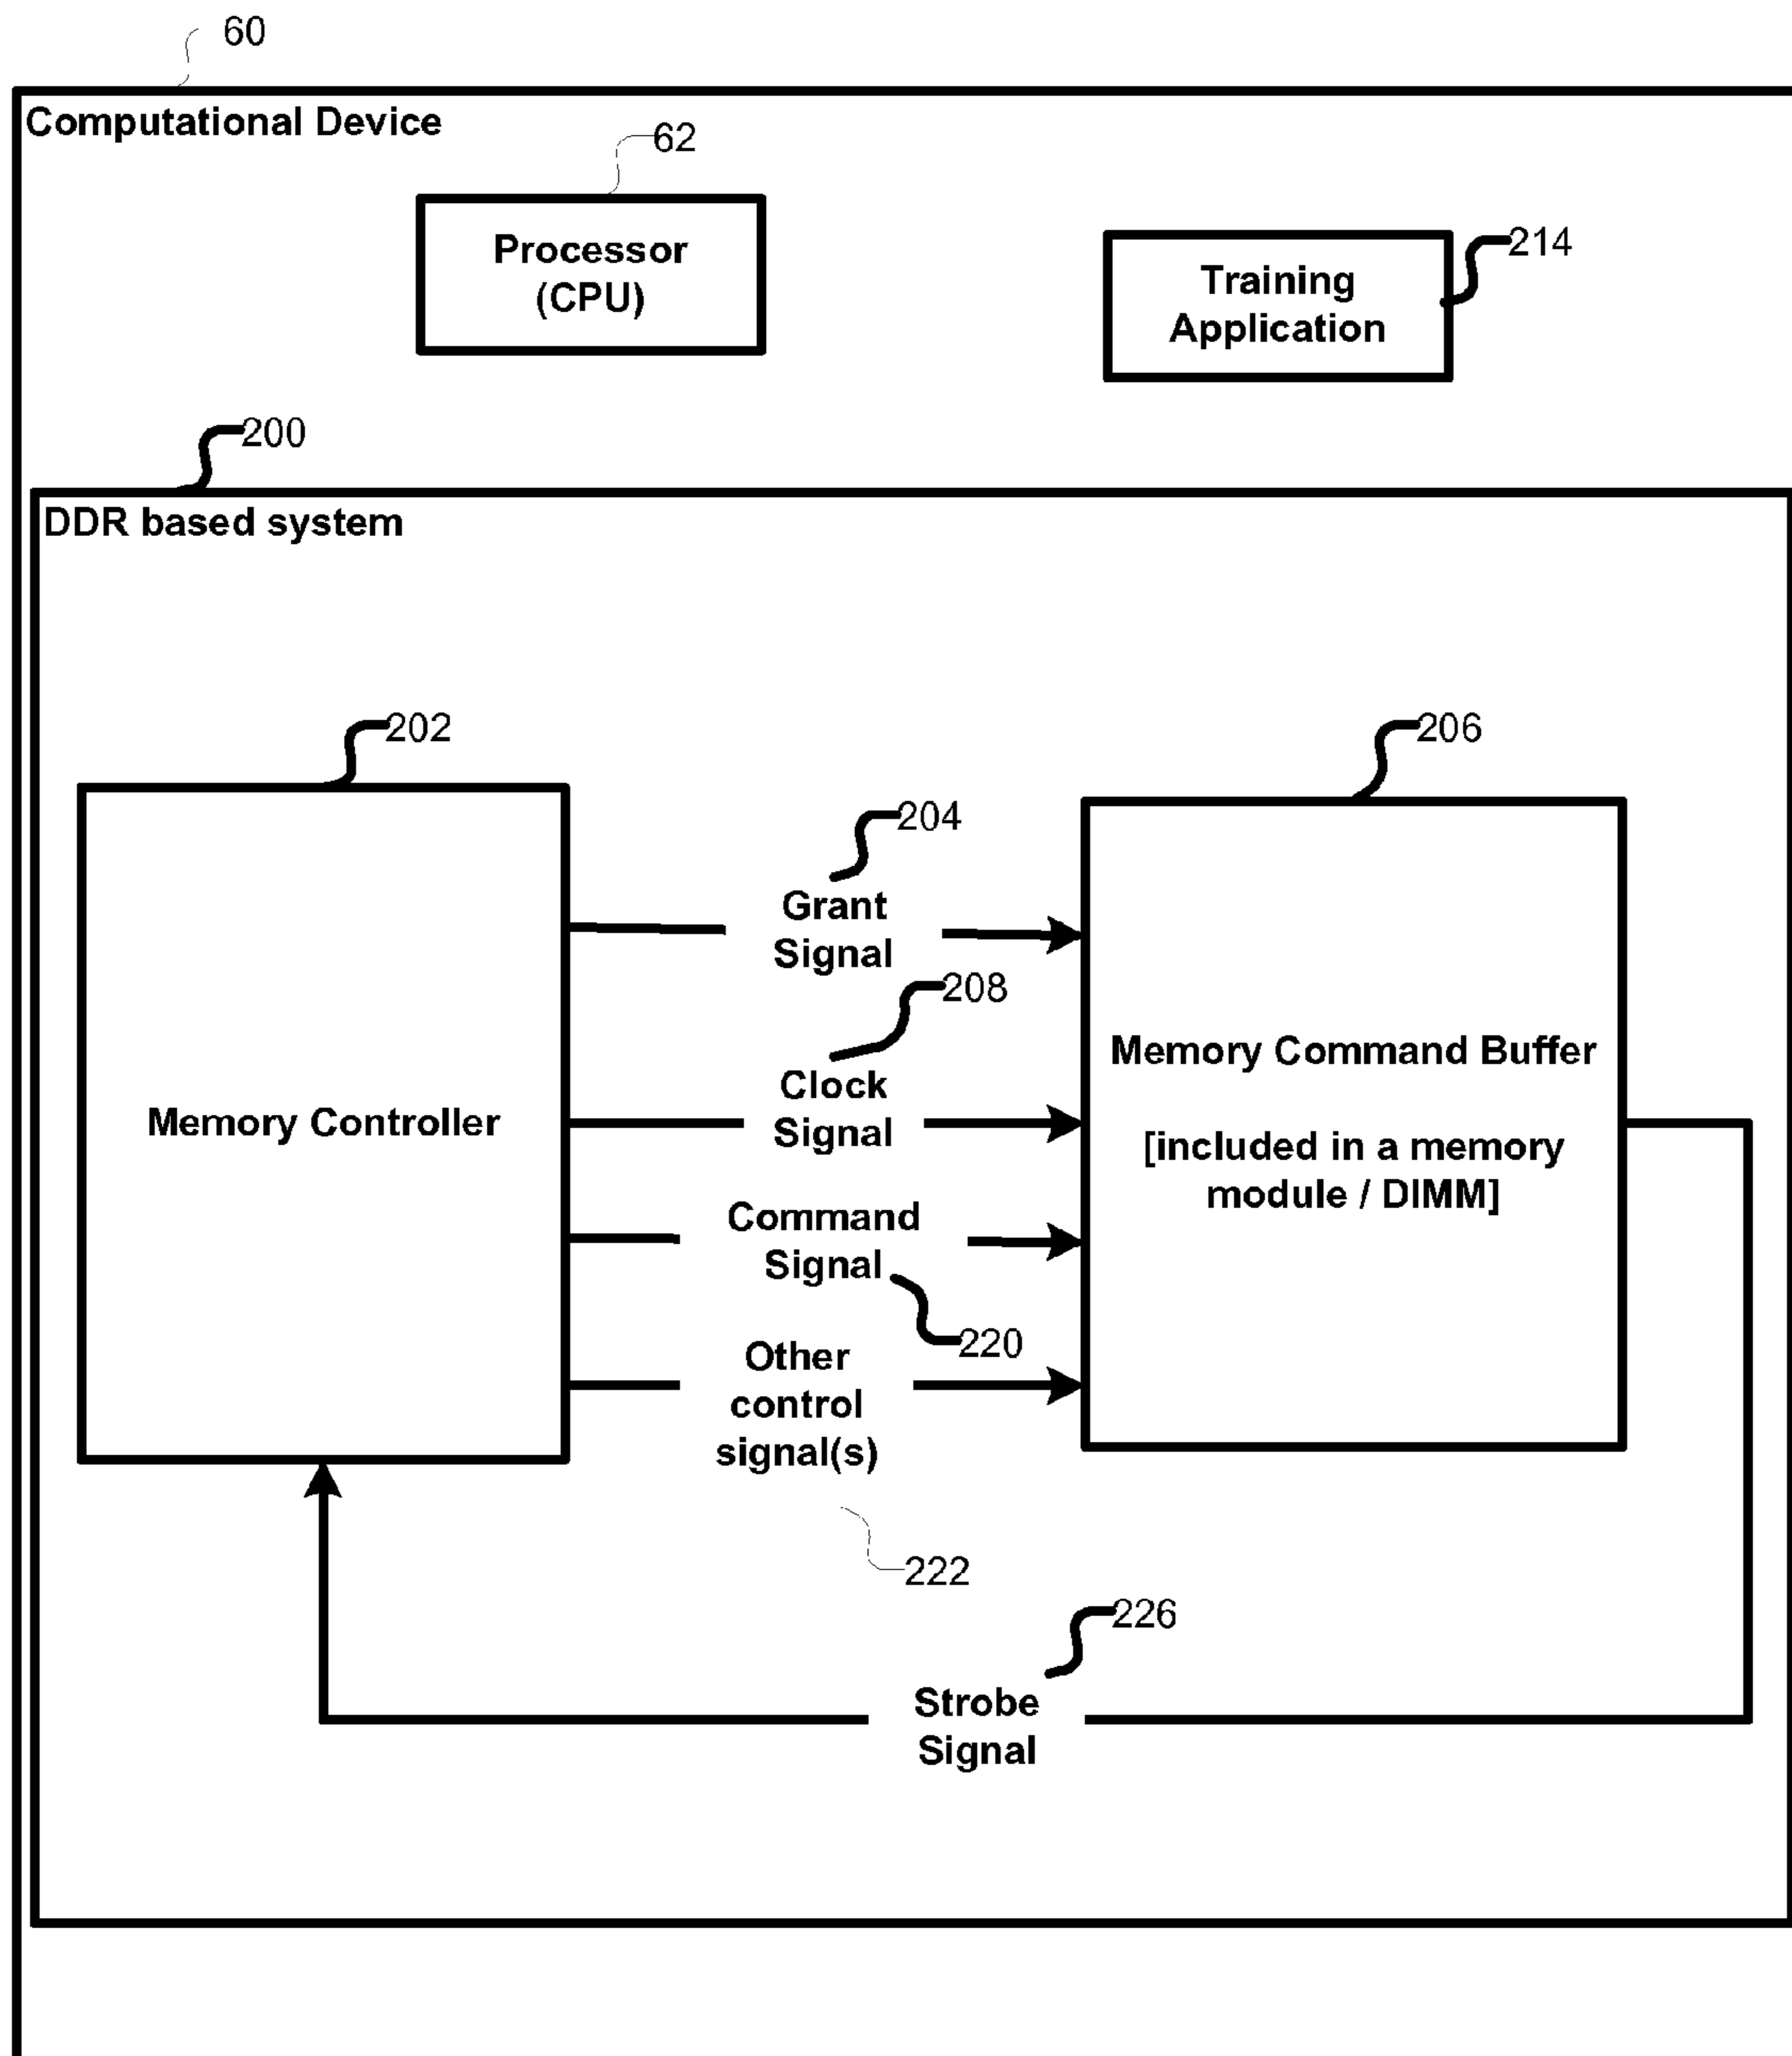 60
Computational Device
62
Processor
(CPU)
214
Training
Application
200
DDR based system
202
206
204
Grant
Signal
208
Clock
Signal
Memory Controller
Memory Command Buffer
[included in a memory
module / DIMM]
Command
Signal
220
Other
control
signal(s)
222
226
Strobe
Signal